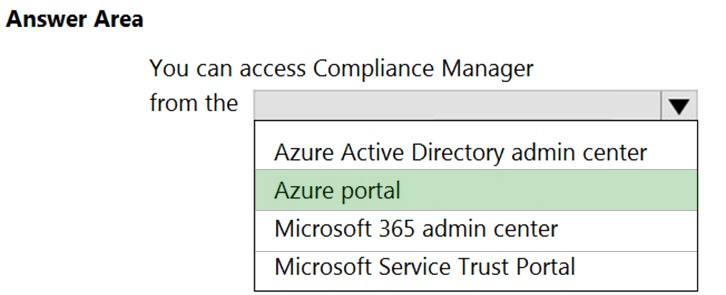 Answer Area
You can access Compliance Manager
from the
Azure Active Directory admin center
Azure portal
Microsoft 365 admin center
Microsoft Service Trust Portal